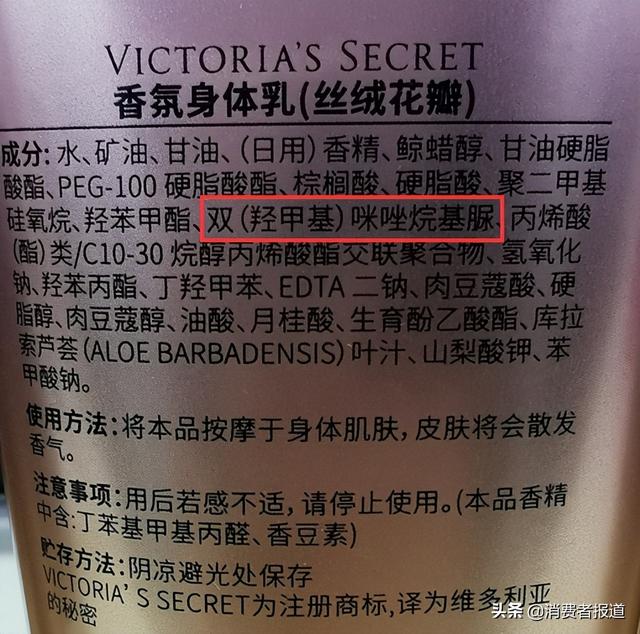 VICTORIA'S SECRET
香氛身体乳(丝绒花瓣)
成分:水、矿油、甘油、(日用)香精、鲸蜡醇、甘油硬脂
酸酯、PEG-100 硬脂酸酯、棕榈酸、硬脂酸、聚二甲基
硅氧烷、羟苯甲酯、双(羟甲基)咪唑烷基脲、丙烯酸
(酯)类/C10-30 烷醇丙烯酸酯交联聚合物、氢氧化
钠、羟苯丙酯、丁羟甲苯、EDTA 二钠、肉豆蔻酸、硬
脂醇、肉豆蔻醇、油酸、月桂酸、生育酚乙酸酯、库拉
索芦荟(ALOE BARBADENSIS)叶汁、山梨酸钾、苯
甲酸钠。
使用方法:将本品按摩于身体肌肤,皮肤将会散发
香气。
注意事项:用后若感不适,请停止使用。(本品香精
中含:丁苯基甲基丙醛、香豆素)
贮存方法:阴凉避光处保存
VICTORIA'S SECRET为注册商标,译为维多利亚
的秘密
头条 @消费者报道